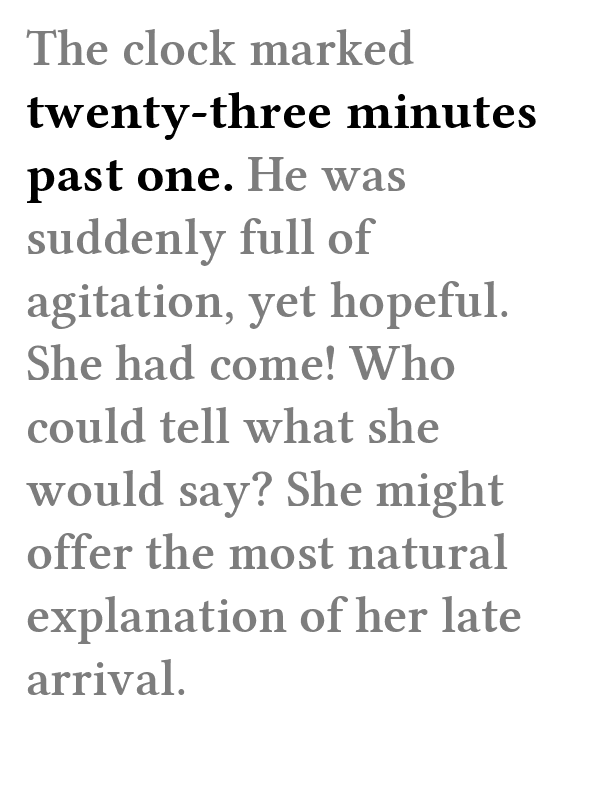 The clock marked
twenty-three minutes
past one. He was
suddenly full of
agitation, yet hopeful.
She had come! Who
could tell what she
would say? She might
offer the most natural
explanation of her late
arrival.